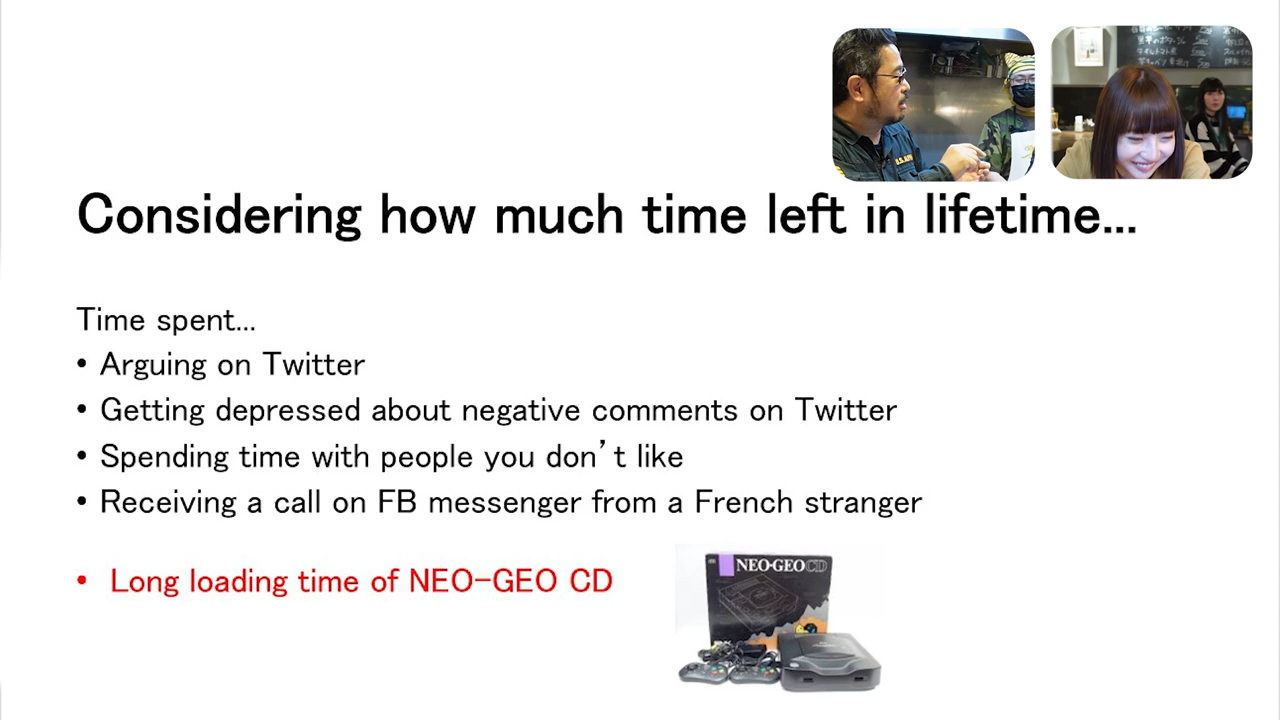 Considering how much time left in lifetime...
Time spent...
• Arguing on Twitter
• Getting depressed about negative comments on Twitter
• Spending time with people you don’t like
• Receiving a call on FB messenger from a French stranger
• Long loading time of NEO-GEO CD
NEO•GEO CD